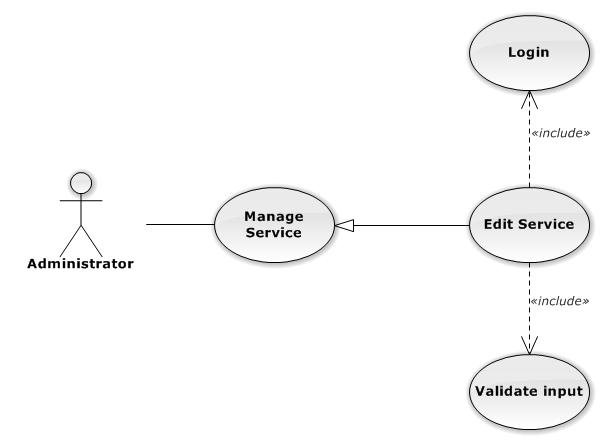 Login
«include»
Manage
Service
Edit Service
Administrator
«include»
Validate input